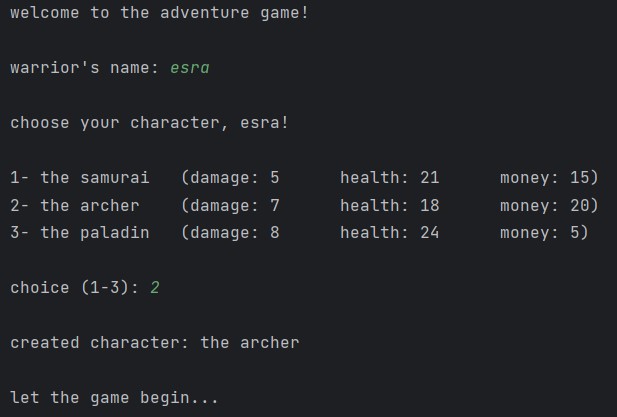 welcome to the adventure game!
warrior's name: esra
choose your character, esra!
1- the samurai   (damage: 5      health: 21      money: 15)
2- the archer    (damage: 7      health: 18      money: 20)
3- the paladin   (damage: 8      health: 24      money: 5)
choice (1-3): 2
created character: the archer
let the game begin...